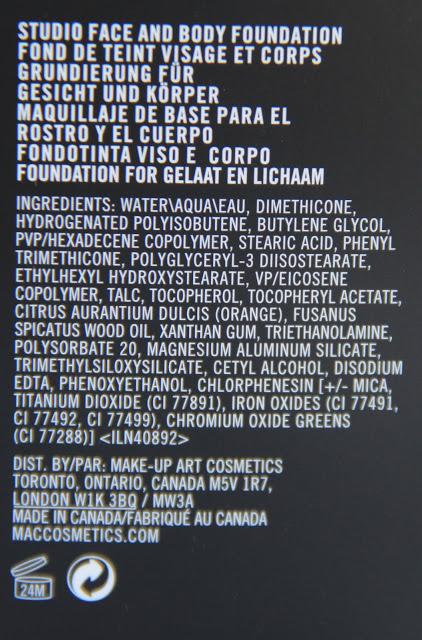 STUDIO FACE AND BODY FOUNDATION
FOND DE TEINT VISAGE ET CORPS
GRUNDIERUNG FÜR
GESICHT UND KÖRPER
MAQUILLAJE DE BASE PARA EL
ROSTRO Y EL CUERPO
FONDOTINTA VISO E CORPO
FOUNDATION FOR GELAAT EN LICHAAM
INGREDIENTS: WATER\AQUA\EAU, DIMETHICONE,
HYDROGENATED POLYISOBUTENE, BUTYLENE GLYCOL,
PVP/HEXADECENE COPOLYMER, STEARIC ACID, PHENYL
TRIMETHICONE, POLYGLYCERYL-3 DIISOSTEARATE,
ETHYLHEXYL HYDROXYSTEARATE, VP/EICOSENE
COPOLYMER, TALC, TOCOPHEROL, TOCOPHERYL ACETATE,
CITRUS AURANTIUM DULCIS (ORANGE), FUSANUS
SPICATUS WOOD OIL, XANTHAN GUM, TRIETHANOLAMINE,
POLYSORBATE 20, MAGNESIUM ALUMINUM SILICATE,
TRIMETHYLSILOXYSILICATE, CETYL ALCOHOL, DISODIUM
EDTA, PHENOXYETHANOL, CHLORPHENESIN [+/- MICA,
TITANIUM DIOXIDE (CI 77891), IRON OXIDES (CI 77491,
CI 77492, CI 77499), CHROMIUM OXIDE GREENS
(CI 77288)] <ILN40892>
DIST. BY/PAR: MAKE-UP ART COSMETICS
TORONTO, ONTARIO, CANADA M5V 1R7,
LONDON W1K 3BQ / MW3A
MADE IN CANADA/FABRIQUÉ AU CANADA
MACCOSMETICS.COM
24M